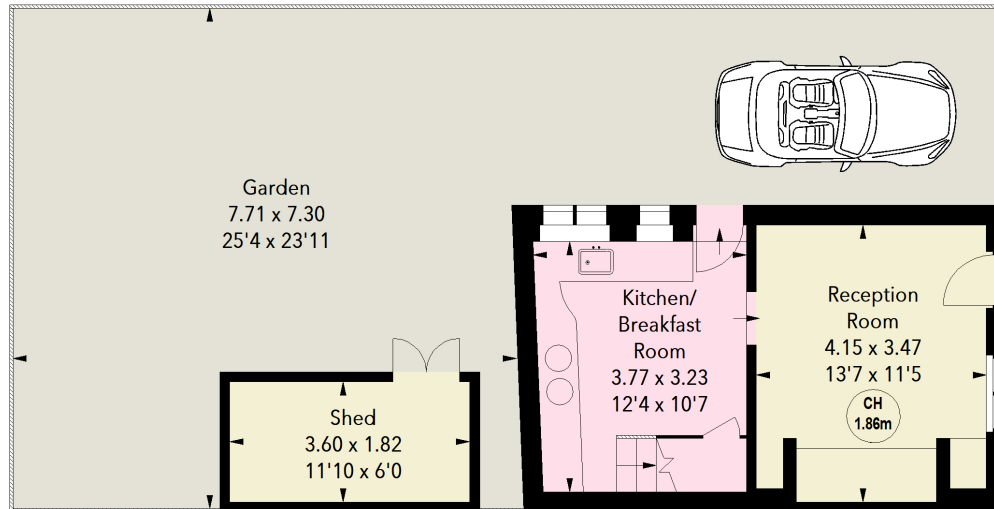 Garden
7.71 x 7.30
25'4 x 23'11
Kitchen/
Breakfast
Room
3.77 x 3.23
12'4 x 10'7
Reception
Room
4.15 x 3.47
13'7 x 11'5
CH
1.86m
Shed
3.60 x 1.82
11'10 x 6'0